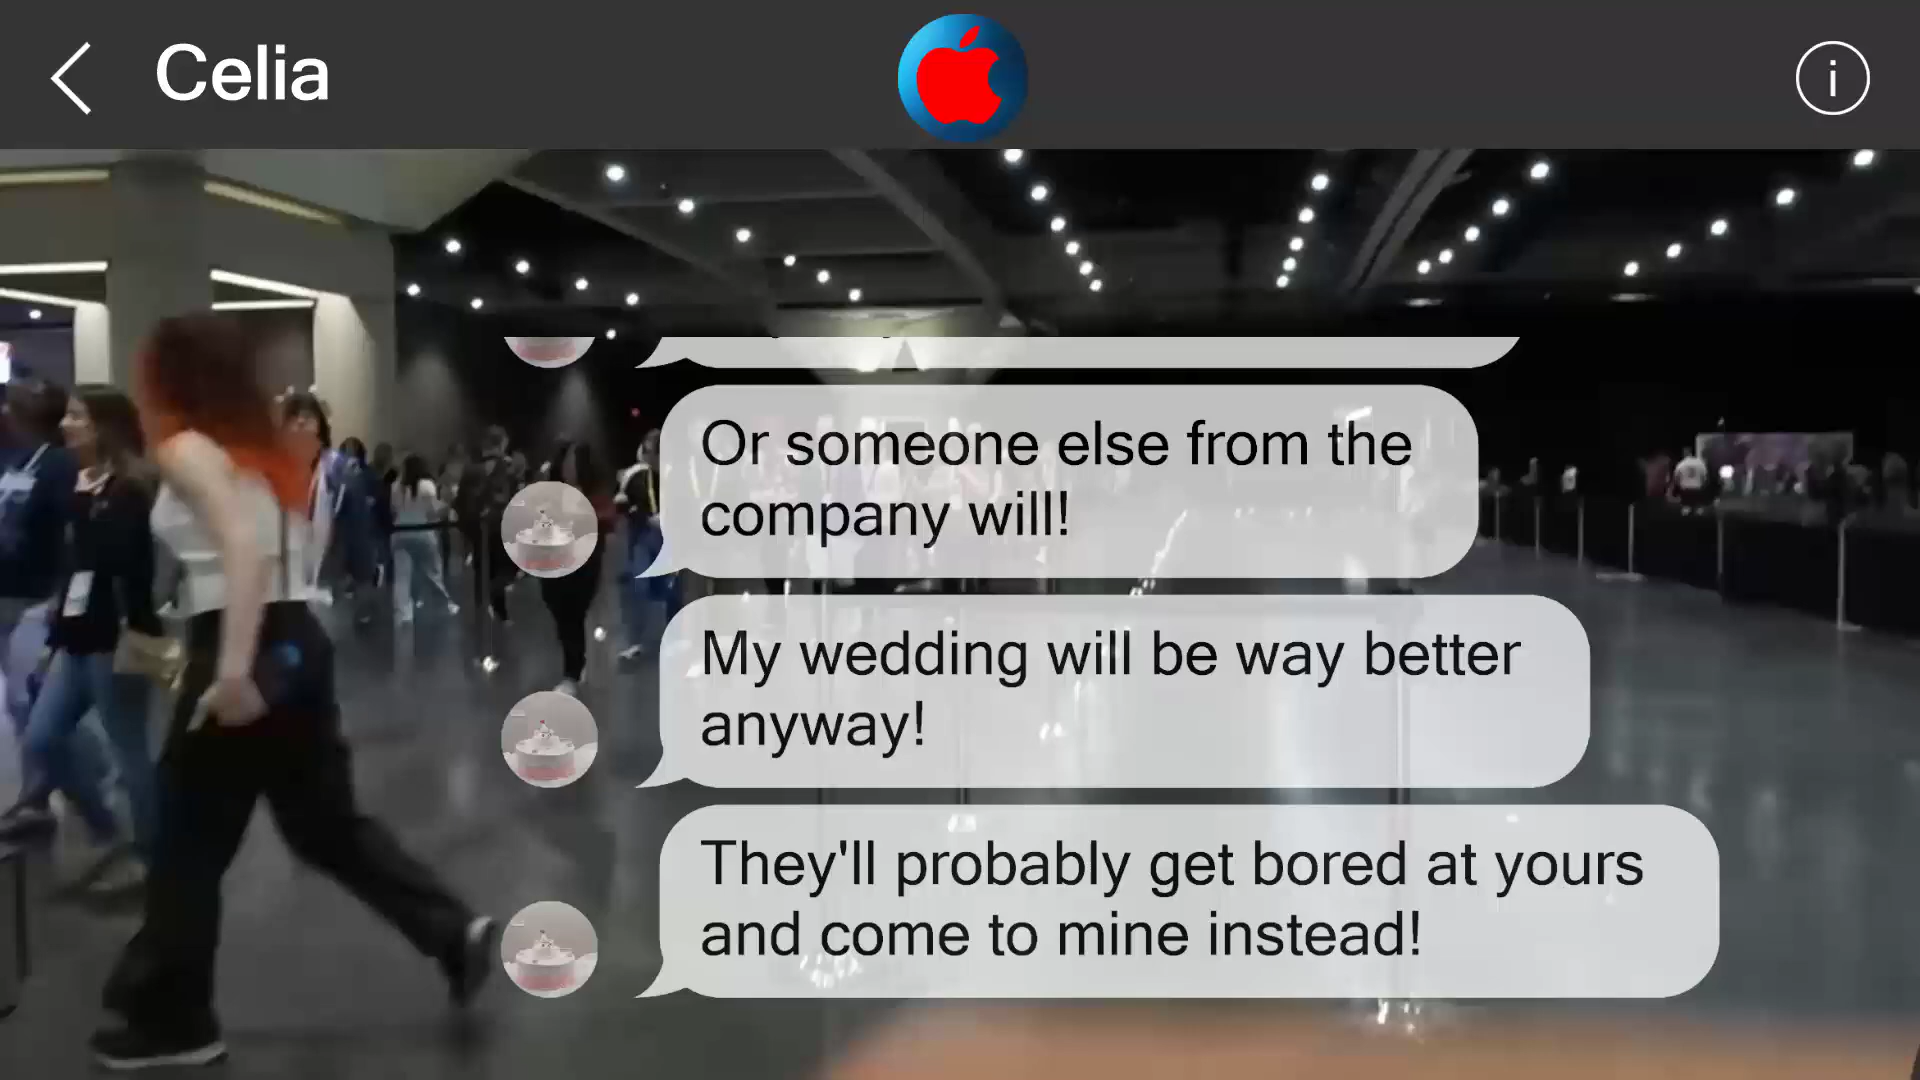 Celia
Or someone else from the
company will!
My wedding will be way better
anyway!
They'll probably get bored at yours
and come to mine instead!